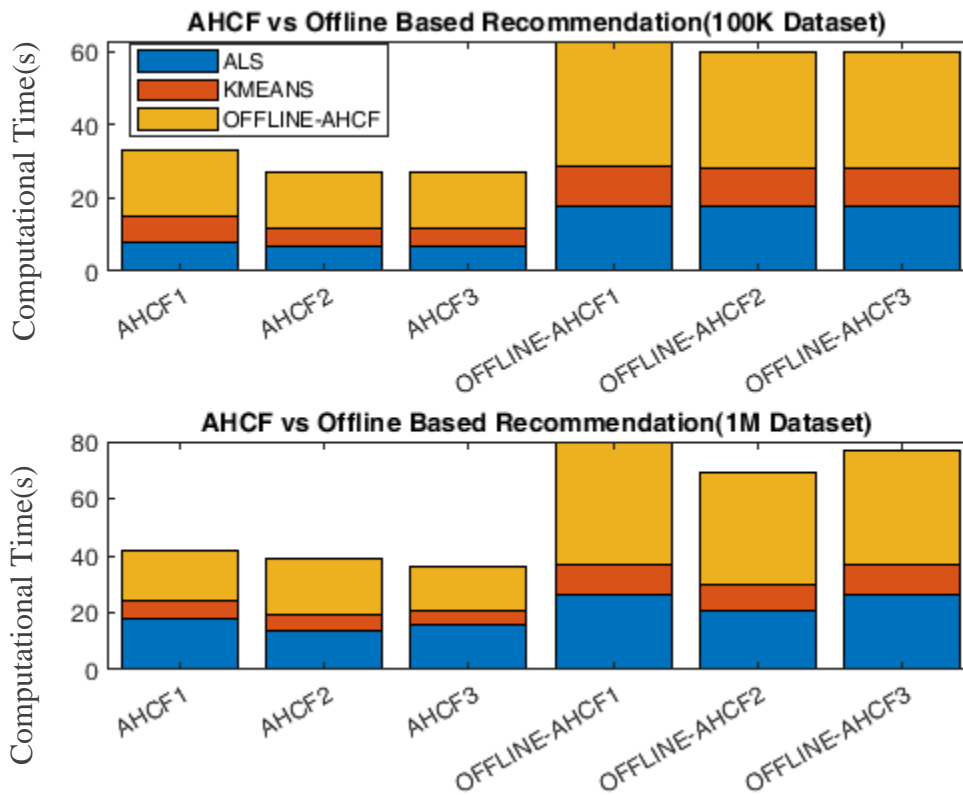 AHCF vs Offline Based Recommendation(100K Dataset)
Computational Time(s)
60
40
20
0
ALS
KMEANS
OFFLINE-AHCF
AHCF1
AHCF2
AHCF3
OFFLINE-AHCF1
OFFLINE-AHCF2
OFFLINE-AHCF3
AHCF vs Offline Based Recommendation(1M Dataset)
Computational Time(s)
80
60
40
20
0
AHCF1
AHCF2
AHCF3
OFFLINE-AHCF1
OFFLINE-AHCF2
OFFLINE-AHCF3